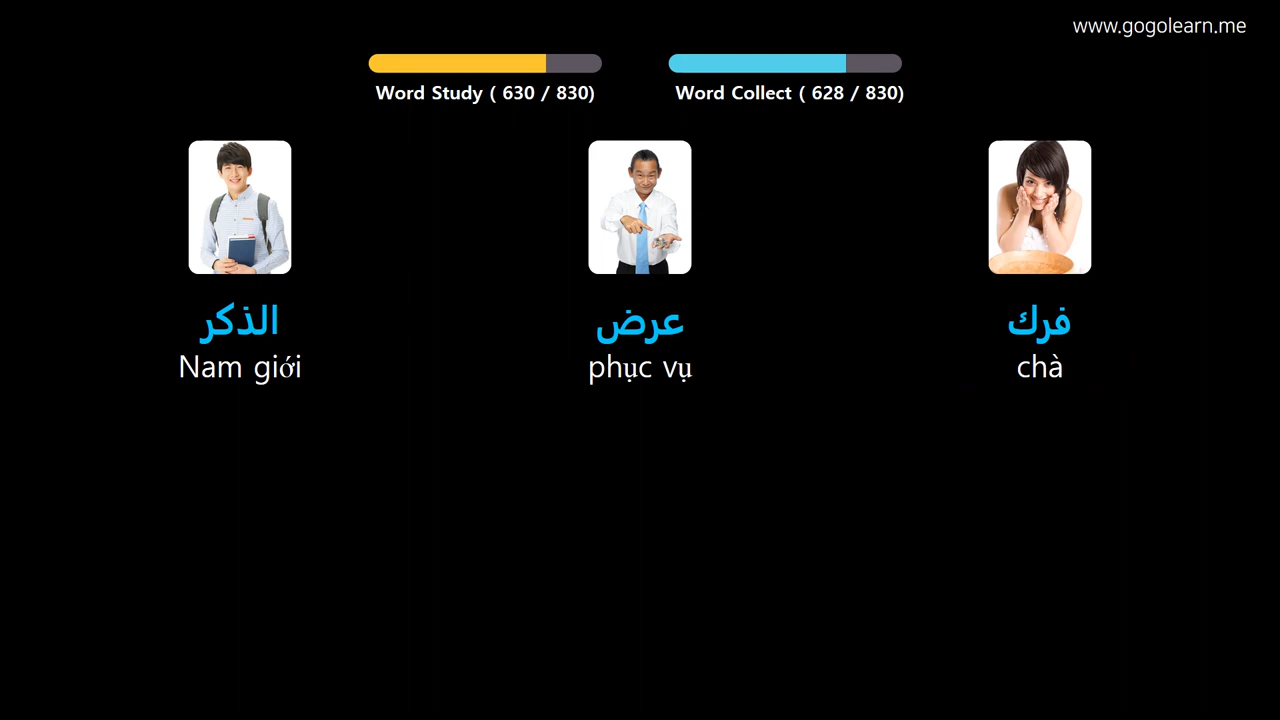 www.gogolearn.me
Word Study ( 630 / 830)
Word Collect ( 628 / 830)
الذكر
Nam giới
عرض
phục vụ
فرك
chà